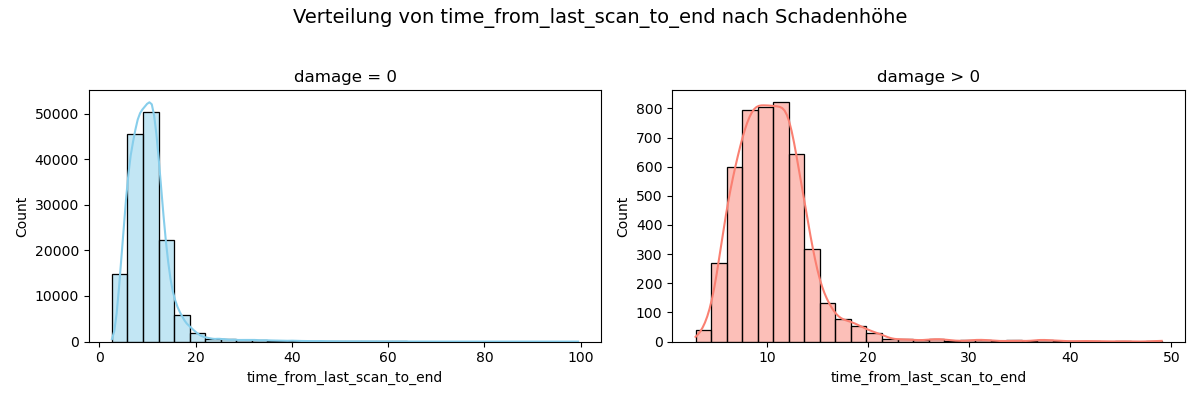 Verteilung von time_from_last_scan_to_end nach Schadenhöhe
damage = 0
50000
40000
30000
20000
10000
0
Count
0 20 40 60 80 100
time_from_last_scan_to_end
damage > 0
800
700
600
500
400
300
200
100
0
Count
10 20 30 40 50
time_from_last_scan_to_end